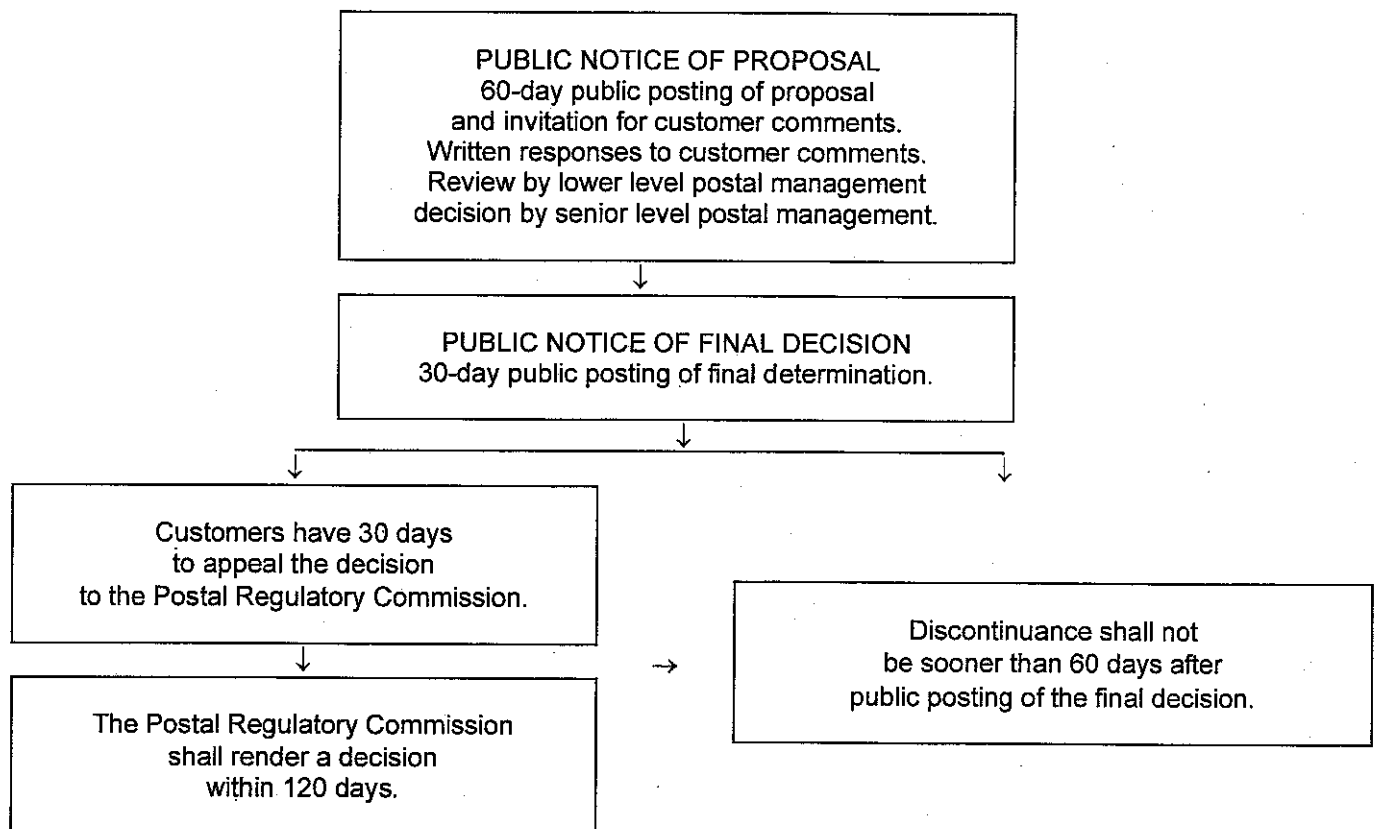 PUBLIC NOTICE OF PROPOSAL
60-day public posting of proposal
and invitation for customer comments.
Written responses to customer comments.
Review by lower level postal management
decision by senior level postal management.
PUBLIC NOTICE OF FINAL DECISION
30-day public posting of final determination.
Customers have 30 days
to appeal the decision
to the Postal Regulatory Commission.
The Postal Regulatory Commission
shall render a decision
within 120 days.
Discontinuance shall not
be sooner than 60 days after
public posting of the final decision.